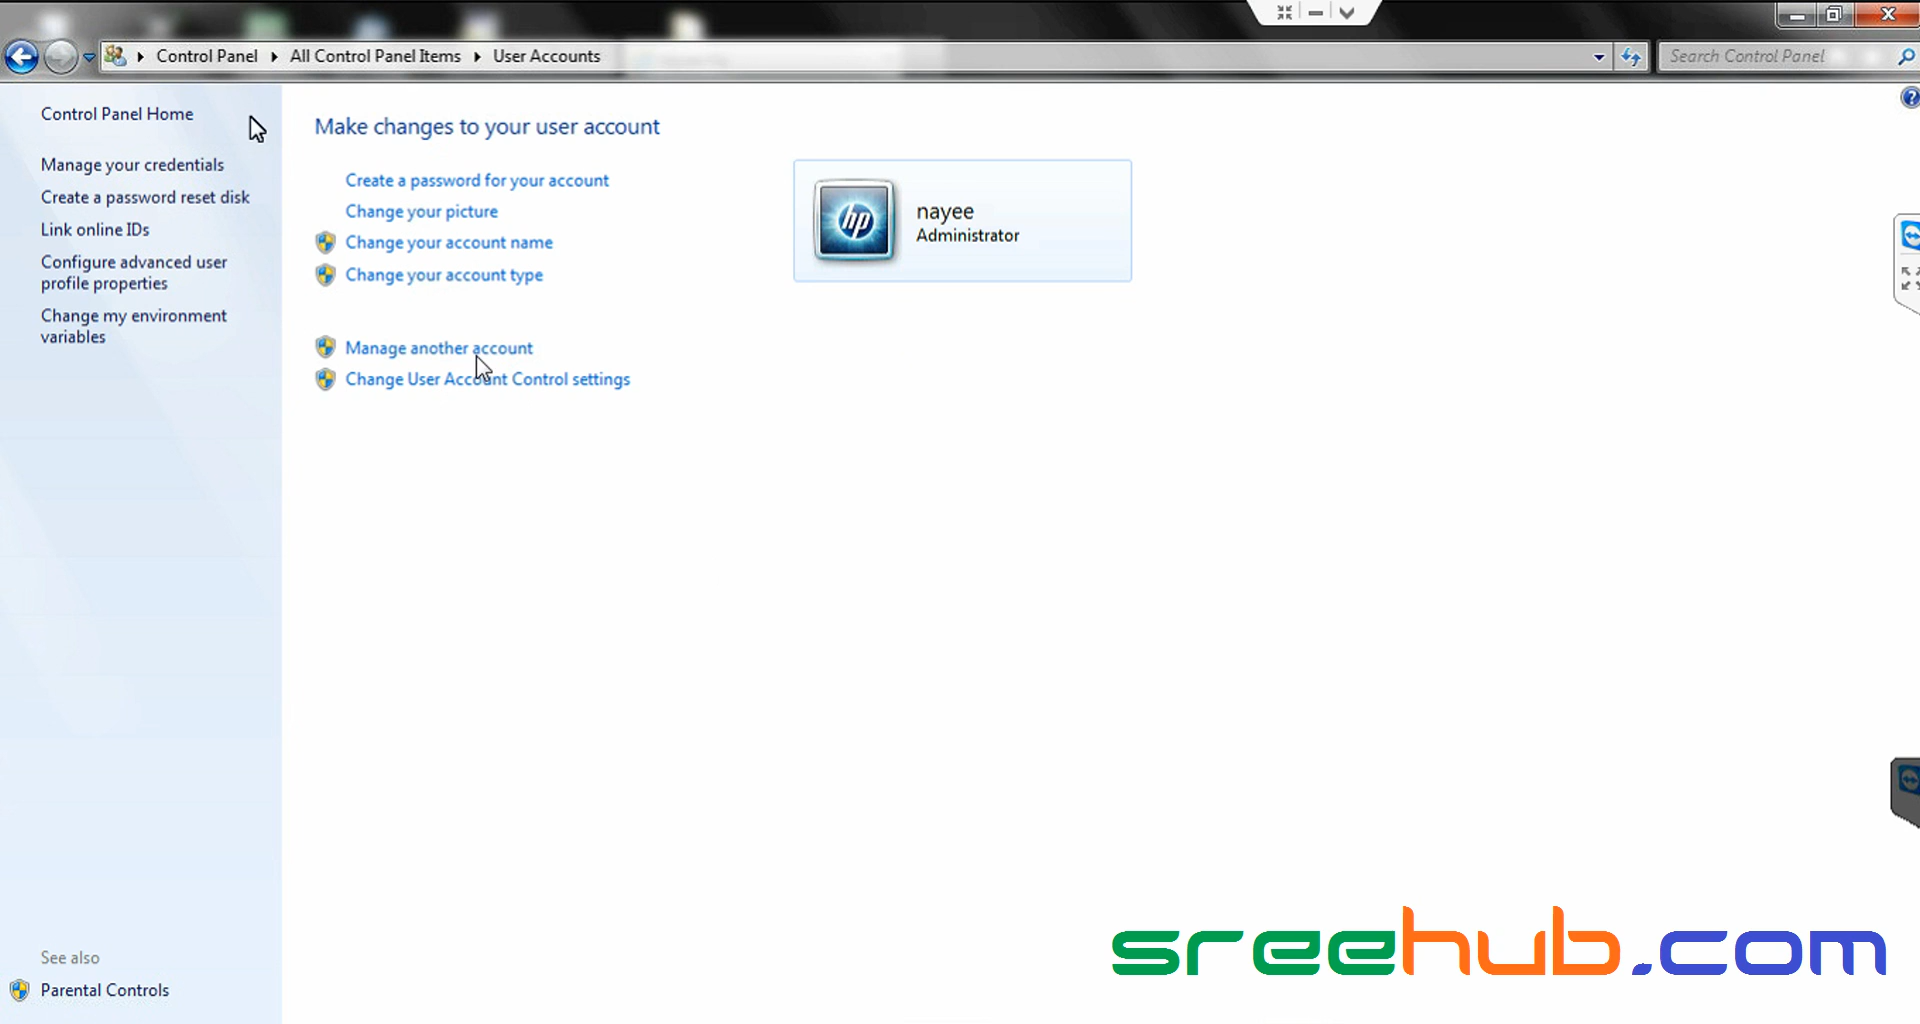 Control Panel
All Control Panel Items
User Accounts
Search Control Panel
Control Panel Home
Manage your credentials
Create a password reset disk
Link online IDs
Configure advanced user
profile properties
Change my environment
variables
See also
Parental Controls
Make changes to your user account
Create a password for your account
Change your picture
Change your account name
Change your account type
Manage another account
Change User Account Control settings
hp
nayee
Administrator
sreehub.com